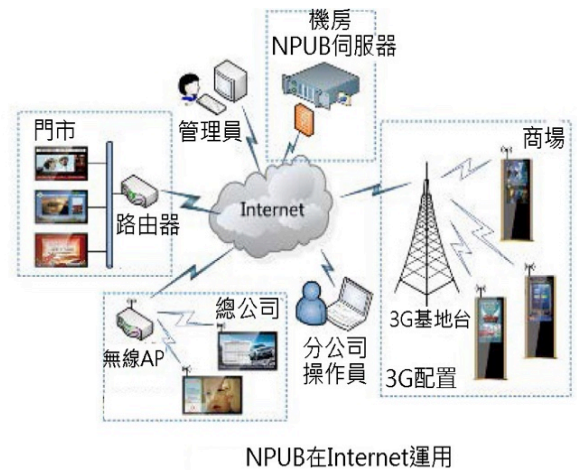 機房
NPUB伺服器
管理員
門市
路由器
Internet
商場
3G基地台
3G配置
總公司
無線AP
分公司
操作員
NPUB在Internet運用